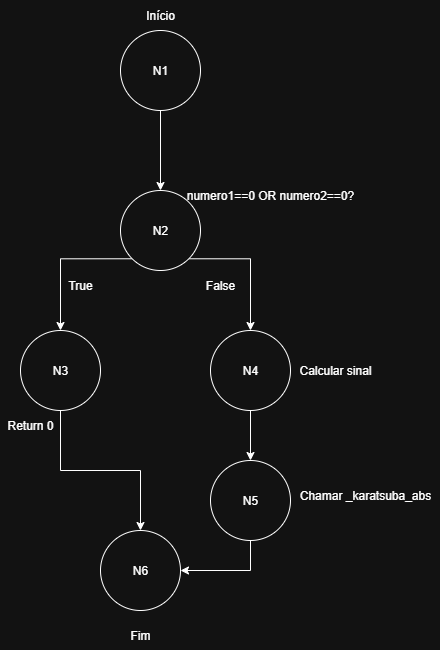 Início
N1
numero1==0 OR numero2==0?
N2
True
False
N3
N4
Calcular sinal
Return 0
N5
Chamar _karatsuba_abs
N6
Fim